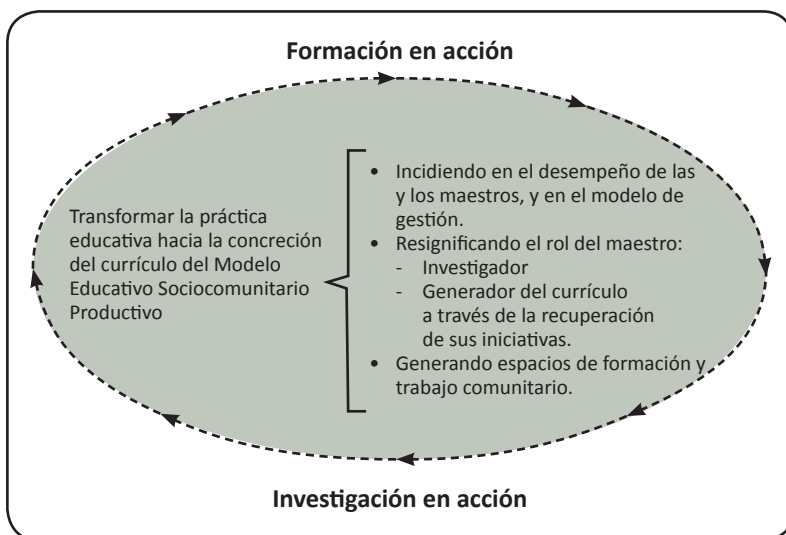 Formación en acción
Transformar la práctica
educativa hacia la concreción
del currículo del Modelo
Educativo Sociocomunitario
Productivo
• Incidiendo en el desempeño de las
y los maestros, y en el modelo de
gestión.
• Resignificando el rol del maestro:
- Investigador
- Generador del currículo
a través de la recuperación
de sus iniciativas.
• Generando espacios de formación y
trabajo comunitario.
Investigación en acción